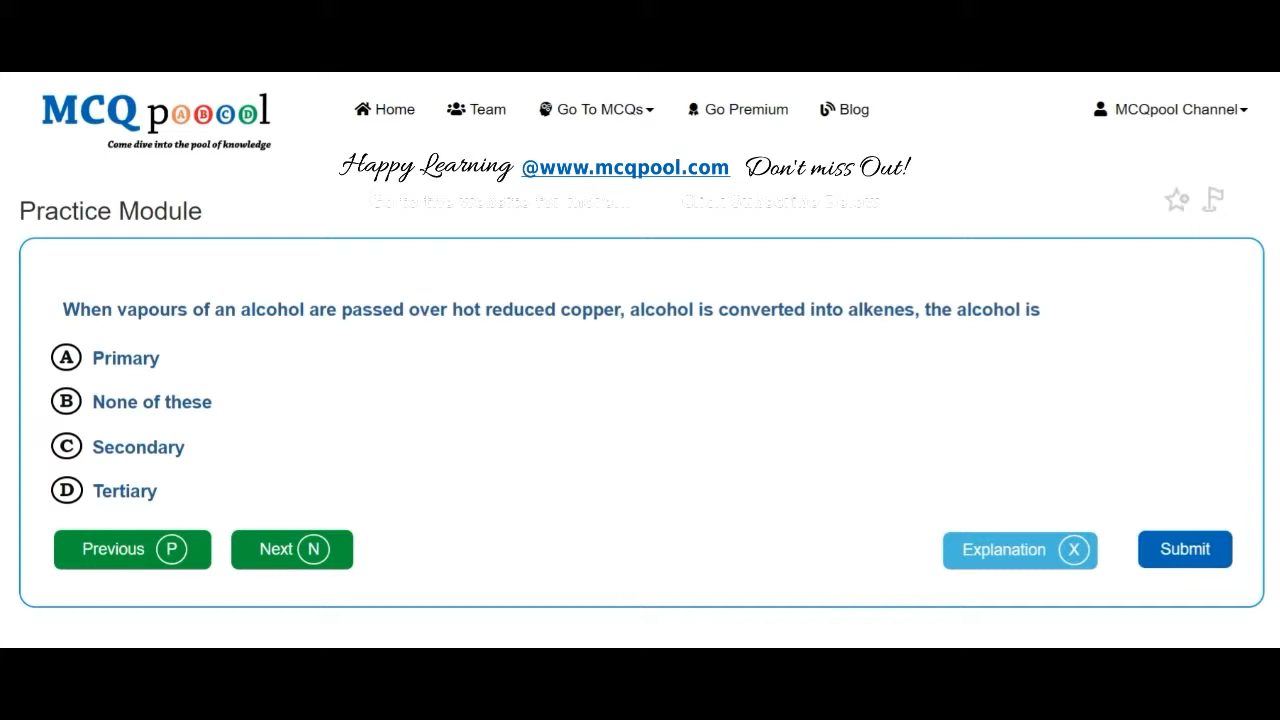 MCQ pABCDl
Come dive into the pool of knowledge
Home Team Go To MCQs Go Premium Blog MCQpool Channel
Happy Learning @www.mcqpool.com Don't miss Out!
Practice Module
When vapours of an alcohol are passed over hot reduced copper, alcohol is converted into alkenes, the alcohol is
A Primary
B None of these
C Secondary
D Tertiary
Previous P Next N Explanation X Submit